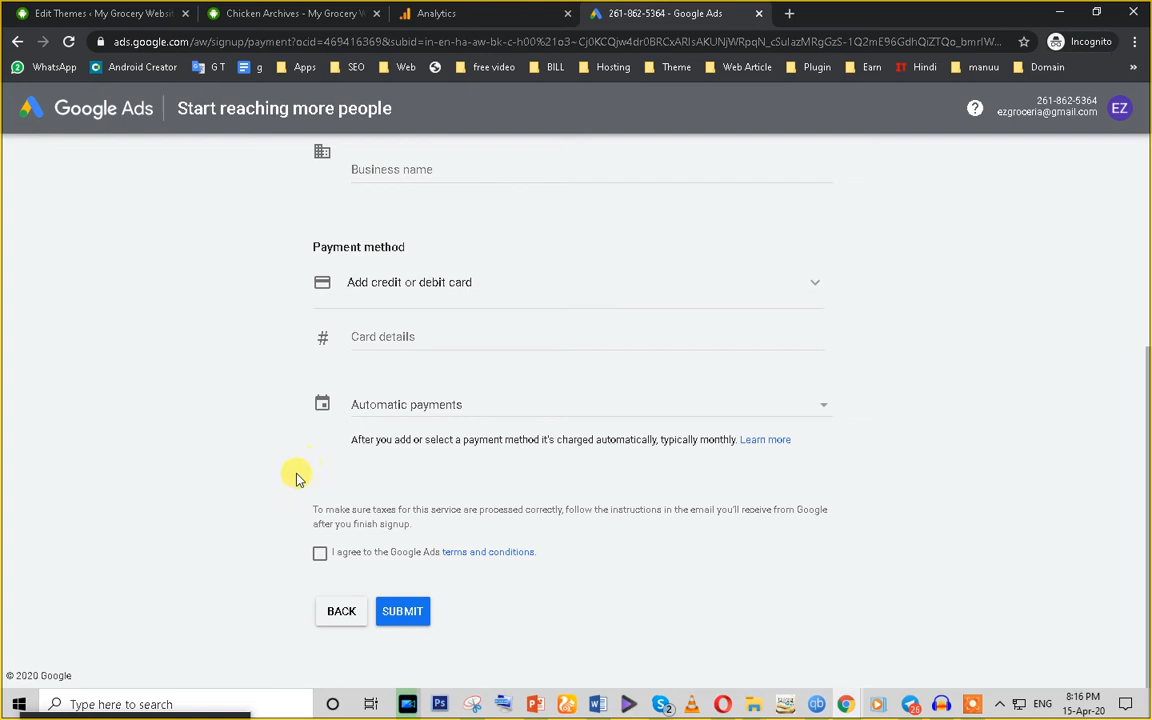 Edit Themes ‹ My Grocery Website
Chicken Archives - My Grocery W
Analytics
261-862-5364 - Google Ads
Incognito
WhatsApp
Android Creator
G T
g
Apps
SEO
Web
free video
BILL
Hosting
Theme
Web Article
Plugin
Earn
Hindi
manuu
Domain
Google Ads
Start reaching more people
261-862-5364
ezgroceria@gmail.com
EZ
Business name
Payment method
Add credit or debit card
# Card details
Automatic payments
After you add or select a payment method it's charged automatically, typically monthly. Learn more
To make sure taxes for this service are processed correctly, follow the instructions in the email you'll receive from Google
after you finish signup.
I agree to the Google Ads terms and conditions.
BACK
SUBMIT
© 2020 Google
Type here to search
ENG
8:16 PM
15-Apr-20